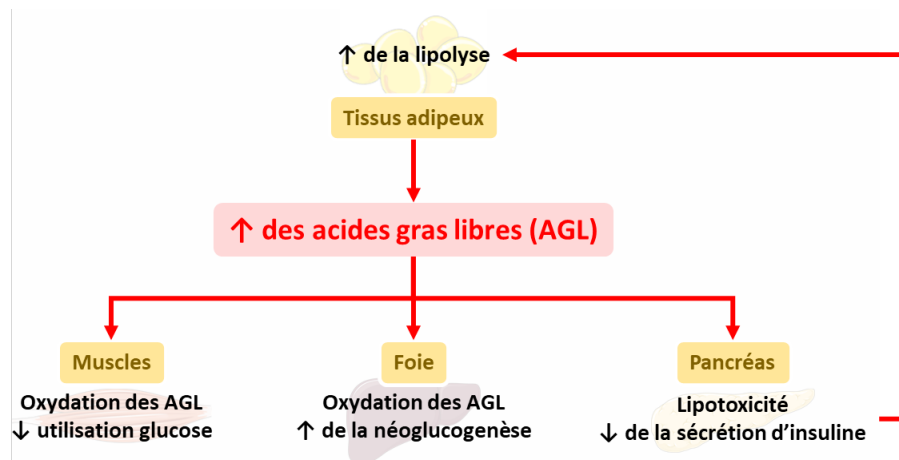 ↑ de la lipolyse
Tissus adipeux
↑ des acides gras libres (AGL)
Muscles
Oxydation des AGL
↓ utilisation glucose
Foie
Oxydation des AGL
↑ de la néoglucogenèse
Pancréas
Lipotoxicité
↓ de la sécrétion d’insuline